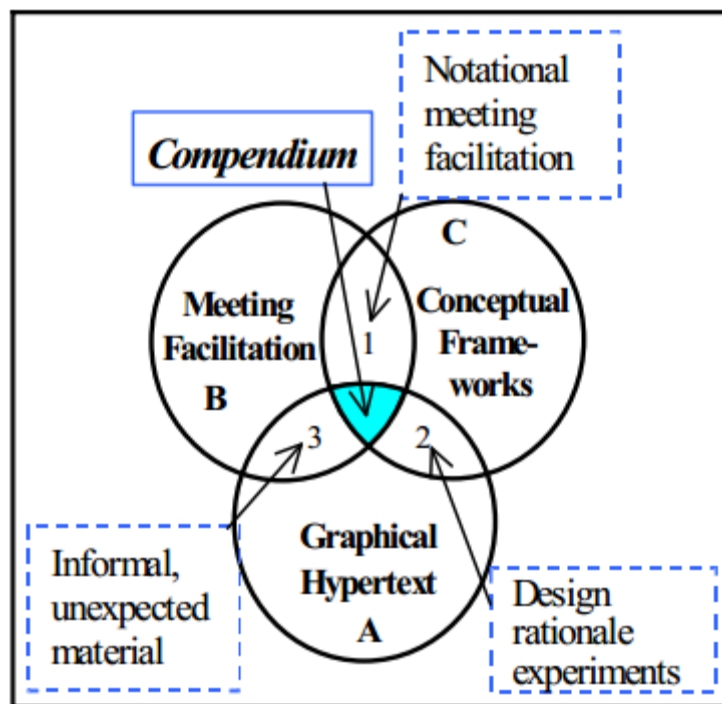 Notational
meeting
facilitation
Compendium
C
Meeting
Facilitation
B
1
Conceptual
Frame-
works
3
2
Graphical
Hypertext
A
Informal,
unexpected
material
Design
rationale
experiments